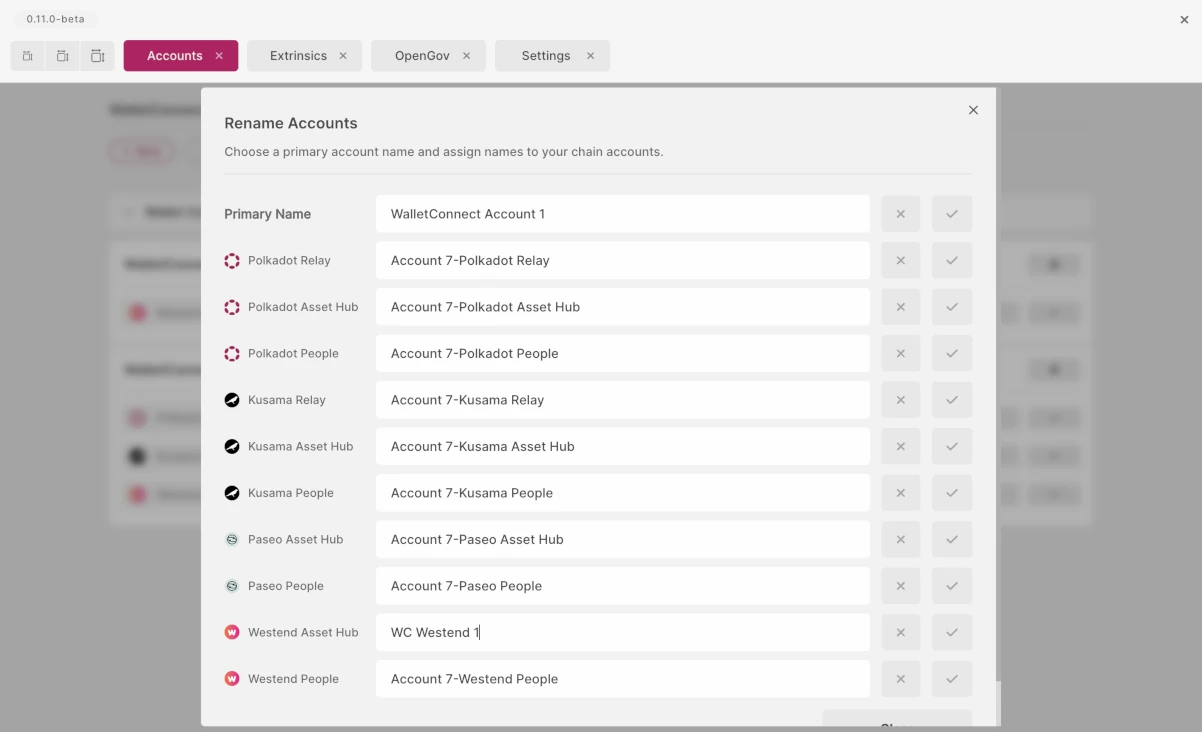 0.11.0-beta
Accounts
Extrinsics
OpenGov
Settings
Rename Accounts
Choose a primary account name and assign names to your chain accounts.
Primary Name WalletConnect Account 1
Polkadot Relay Account 7-Polkadot Relay
Polkadot Asset Hub Account 7-Polkadot Asset Hub
Polkadot People Account 7-Polkadot People
Kusama Relay Account 7-Kusama Relay
Kusama Asset Hub Account 7-Kusama Asset Hub
Kusama People Account 7-Kusama People
Paseo Asset Hub Account 7-Paseo Asset Hub
Paseo People Account 7-Paseo People
Westend Asset Hub WC Westend 1
Westend People Account 7-Westend People